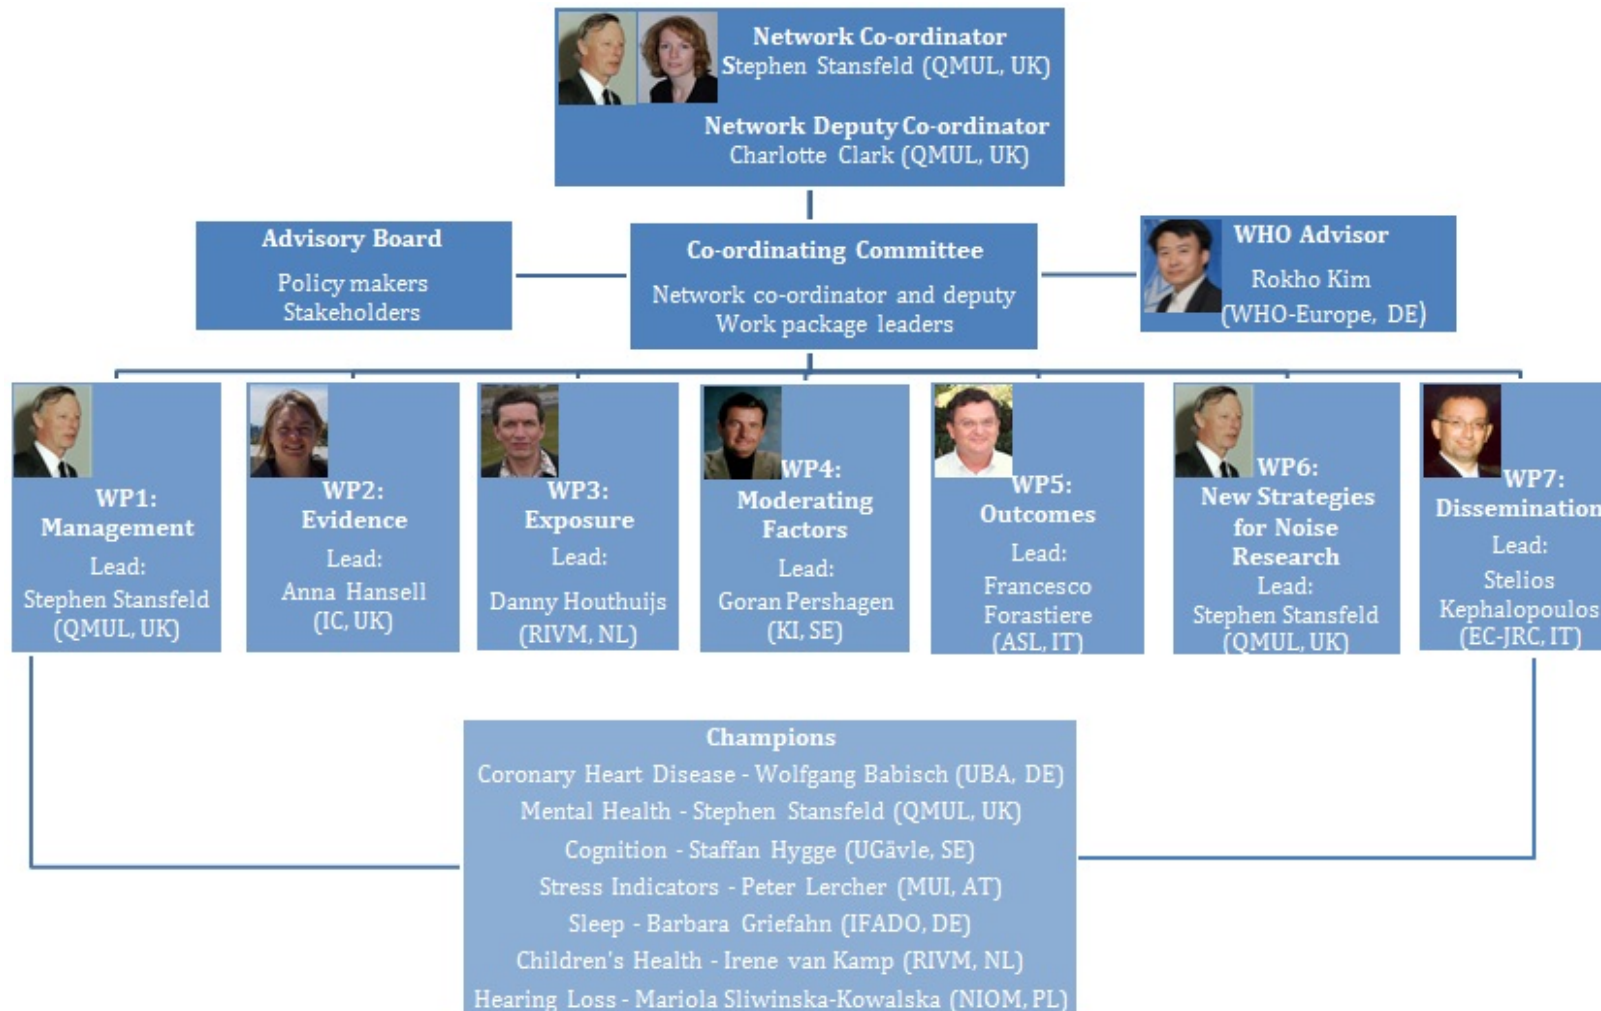 Network Co-ordinator
Stephen Stansfeld (QMUL, UK)
Network Deputy Co-ordinator
Charlotte Clark (QMUL, UK)
Advisory Board
Policy makers
Stakeholders
Co-ordinating Committee
Network co-ordinator and deputy
Work package leaders
WHO Advisor
Rokho Kim
(WHO-Europe, DE)
WP1:
Management
Lead:
Stephen Stansfeld
(QMUL, UK)
WP2:
Evidence
Lead:
Anna Hansell
(IC, UK)
WP3:
Exposure
Lead:
Danny Houthuijs
(RIVM, NL)
WP4:
Moderating
Factors
Lead:
Goran Pershagen
(KI, SE)
WP5:
Outcomes
Lead:
Francesco
Forastiere
(ASL, IT)
WP6:
New Strategies
for Noise
Research
Lead:
Stephen Stansfeld
(QMUL, UK)
WP7:
Dissemination
Lead:
Stelios
Kephalopoulos
(EC-JRC, IT)
Champions
Coronary Heart Disease - Wolfgang Babisch (UBA, DE)
Mental Health - Stephen Stansfeld (QMUL, UK)
Cognition - Staffan Hygge (UGävle, SE)
Stress Indicators - Peter Lercher (MUI, AT)
Sleep - Barbara Griefahn (IFADO, DE)
Children's Health - Irene van Kamp (RIVM, NL)
Hearing Loss - Mariola Sliwinska-Kowalska (NIOM, PL)